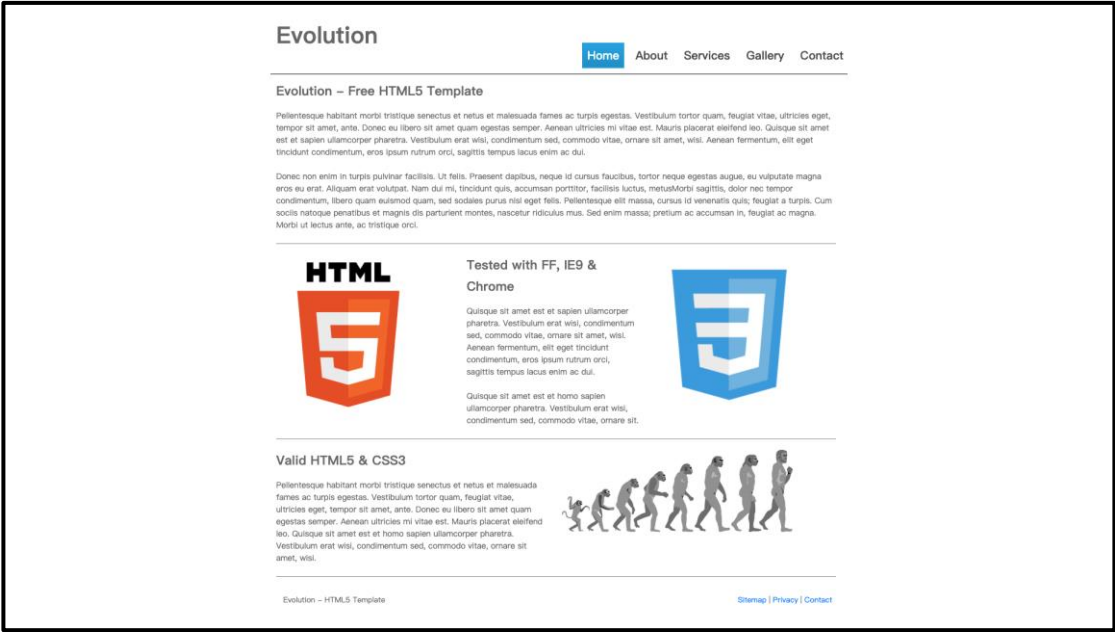 Evolution
Home About Services Gallery Contact
Evolution – Free HTML5 Template
Pellentesque habitant morbi tristique senectus et netus et malesuada fames ac turpis egestas. Vestibulum tortor quam, feugiat vitae, ultricies eget,
tempor sit amet, ante. Donec eu libero sit amet quam egestas semper. Aenean ultricies mi vitae est. Mauris placerat eleifend leo. Quisque sit amet
est et sapien ullamcorper pharetra. Vestibulum erat wisi, condimentum sed, commodo vitae, ornare sit amet, wisi. Aenean fermentum, elit eget
tincidunt condimentum, eros ipsum rutrum orci, sagittis tempus lacus enim ac dui.
Donec non enim in turpis pulvinar facilisis. Ut felis. Praesent dapibus, neque id cursus faucibus, tortor neque egestas augue, eu vulputate magna
eros eu erat. Aliquam erat volutpat. Nam dui mi, tincidunt quis, accumsan porttitor, facilisis luctus, metusMorbi sagittis, dolor nec tempor
condimentum, libero quam euismod quam, sed sodales purus nisl eget felis. Pellentesque elit massa, cursus id venenatis quis; feugiat a turpis. Cum
sociis natoque penatibus et magnis dis parturient montes, nascetur ridiculus mus. Sed enim massa; pretium ac accumsan in, feugiat ac magna.
Morbi ut lectus ante, ac tristique orci.
HTML
5
Tested with FF, IE9 &
Chrome
Quisque sit amet est et sapien ullamcorper
pharetra. Vestibulum erat wisi, condimentum
sed, commodo vitae, ornare sit amet, wisi.
Aenean fermentum, elit eget tincidunt
condimentum, eros ipsum rutrum orci,
sagittis tempus lacus enim ac dui.
Quisque sit amet est et homo sapien
ullamcorper pharetra. Vestibulum erat wisi,
condimentum sed, commodo vitae, ornare sit.
3
Valid HTML5 & CSS3
Pellentesque habitant morbi tristique senectus et netus et malesuada
fames ac turpis egestas. Vestibulum tortor quam, feugiat vitae,
ultricies eget, tempor sit amet, ante. Donec eu libero sit amet quam
egestas semper. Aenean ultricies mi vitae est. Mauris placerat eleifend
leo. Quisque sit amet est et homo sapien ullamcorper pharetra.
Vestibulum erat wisi, condimentum sed, commodo vitae, ornare sit
amet, wisi.
Evolution – HTML5 Template
Sitemap | Privacy | Contact